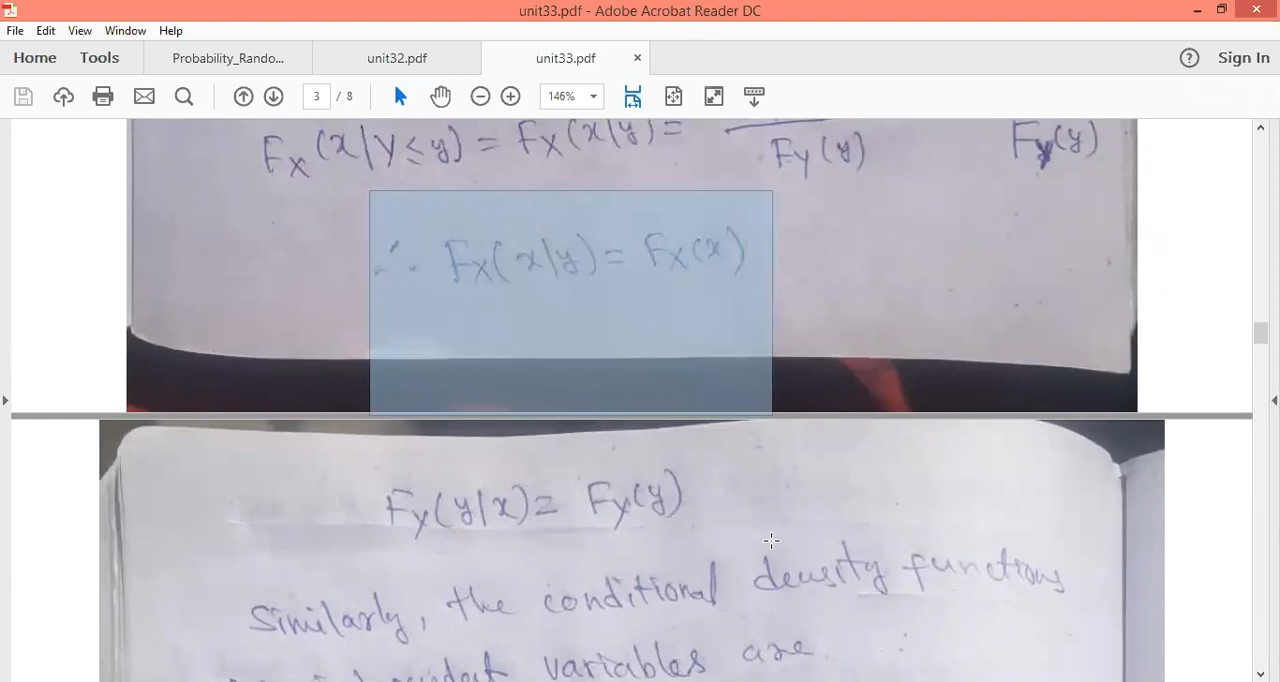 unit33.pdf - Adobe Acrobat Reader DC
File Edit View Window Help
Home Tools Probability_Rando... unit32.pdf unit33.pdf × ? Sign In
3 / 8 146%
Fx(x|Y≤y) = Fx(x|y) = Fy(y) Fy(y)
∴ Fx(x|y) = Fx(x)
Fy(y|x) = Fy(y)
Similarly, the conditional density functions
variables are